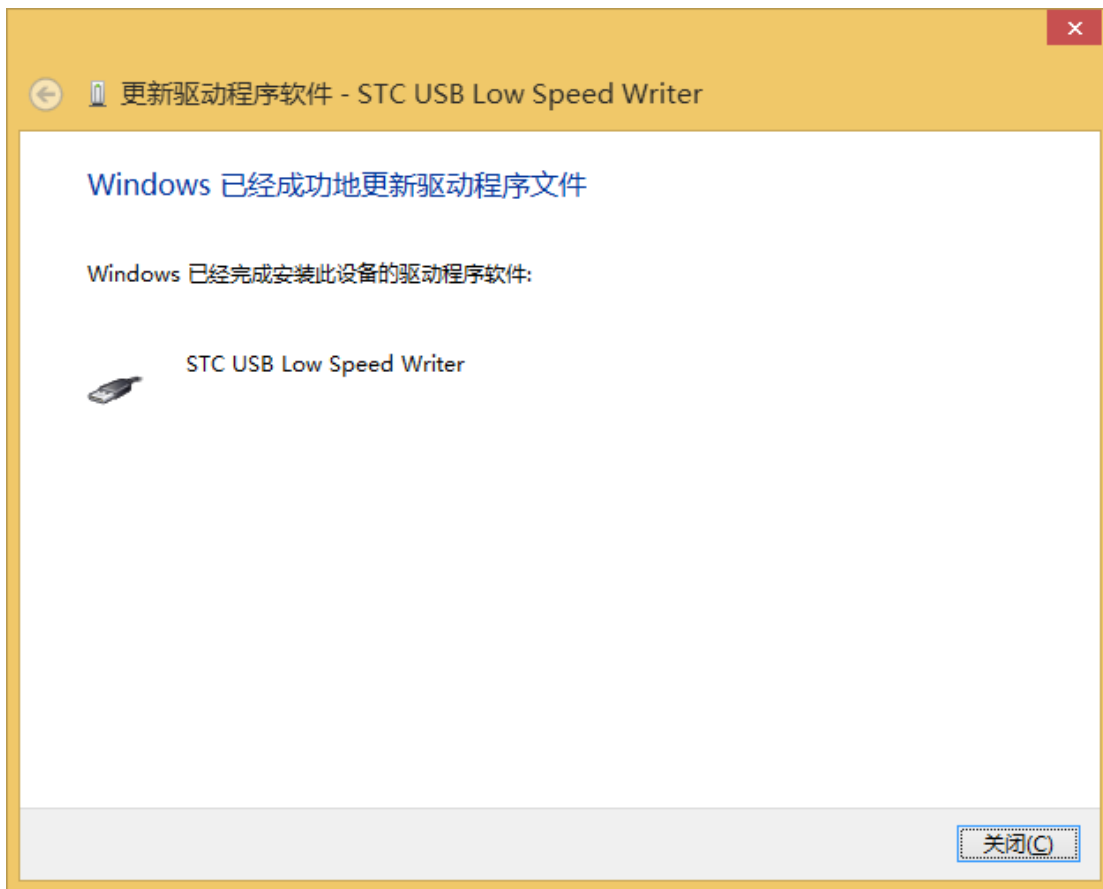 更新驱动程序软件 - STC USB Low Speed Writer
Windows 已经成功地更新驱动程序文件
Windows 已经完成安装此设备的驱动程序软件:
STC USB Low Speed Writer
关闭(C)